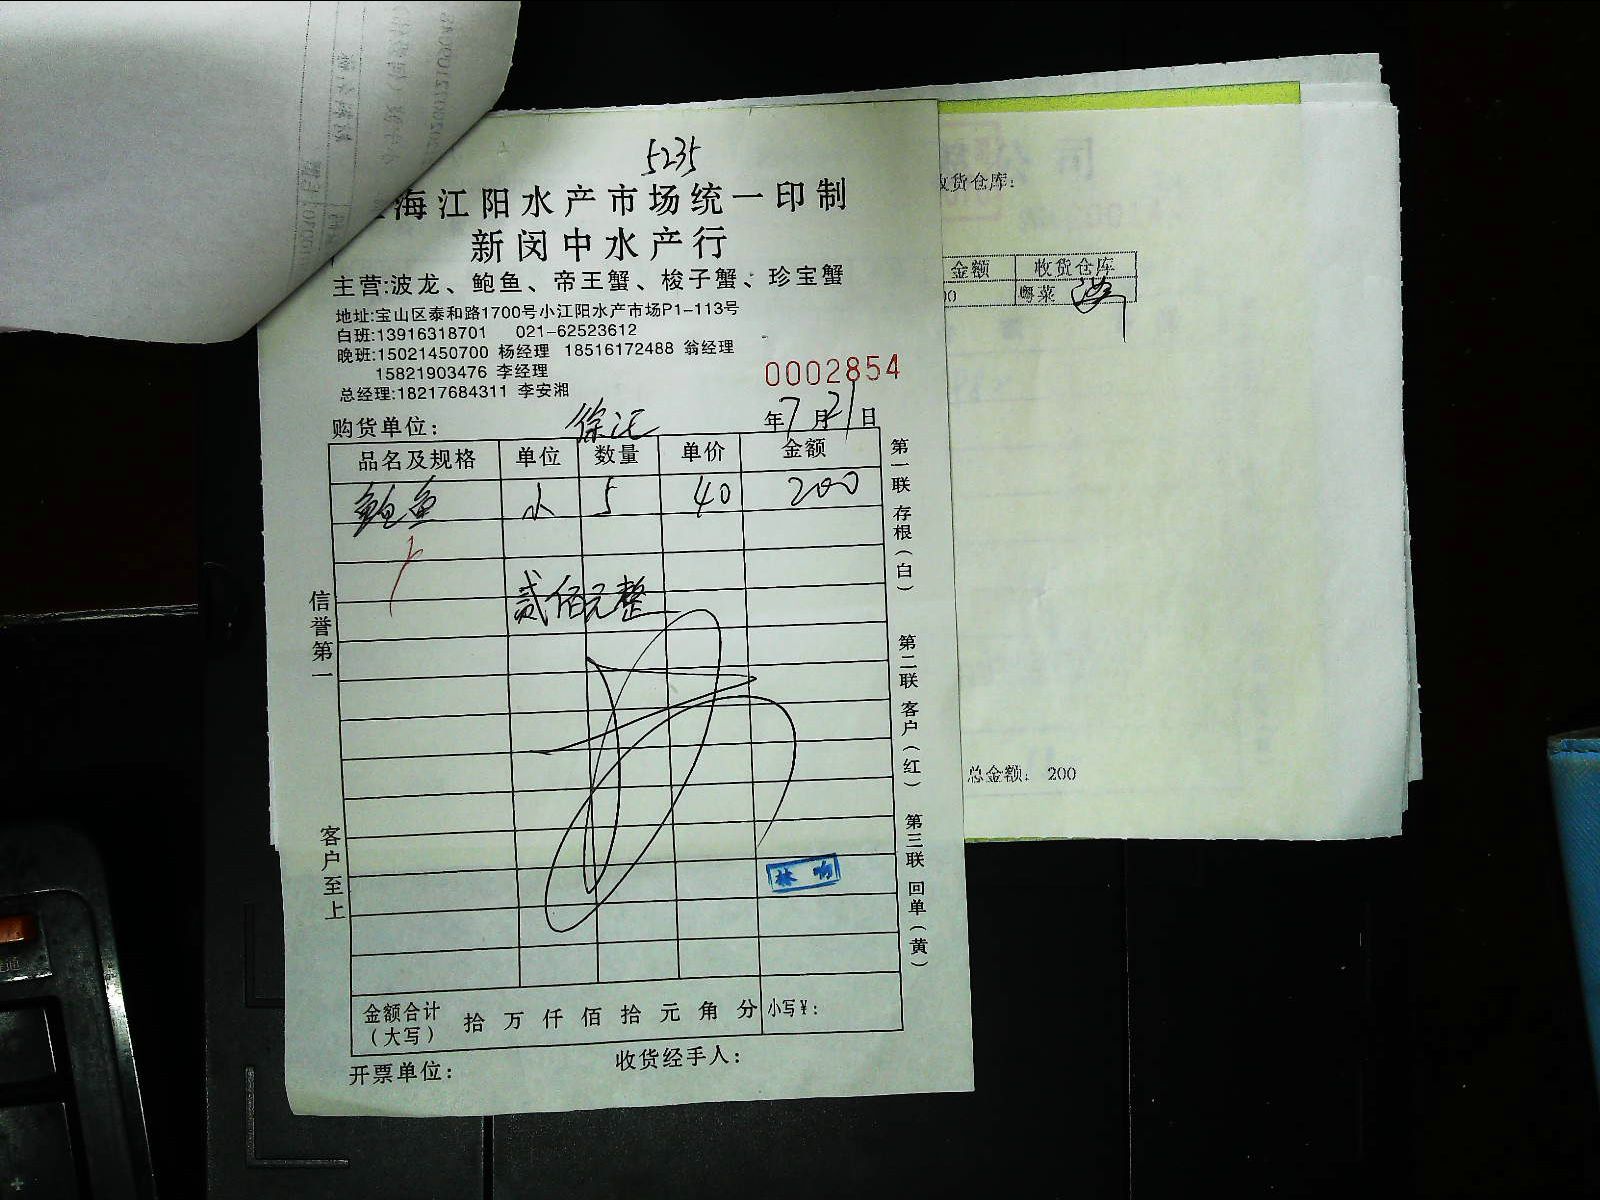 5235
海江阳水产市场统一印制
新闵中水产行
主营:波龙、鲍鱼、帝王蟹、梭子蟹、珍宝蟹
地址:宝山区泰和路1700号小江阳水产市场P1-113号
白班:13916318701 021-62523612
晚班:15021450700 杨经理 18516172488 翁经理
15821903476 李经理
总经理:18217684311 李安湘
0002854
购货单位: 徐汇 年7月21日
品名及规格 单位 数量 单价 金额
鲍鱼 小 5 40 200
贰佰元整
金额合计(大写) 拾 万 仟 佰 拾 元 角 分 小写¥:
开票单位: 收货经手人:
信誉第一
客户至上
第一联 存根(白)
第二联 客户(红)
第三联 回单(黄)
收货仓库:
金额 收货仓库
粤菜
总金额: 200